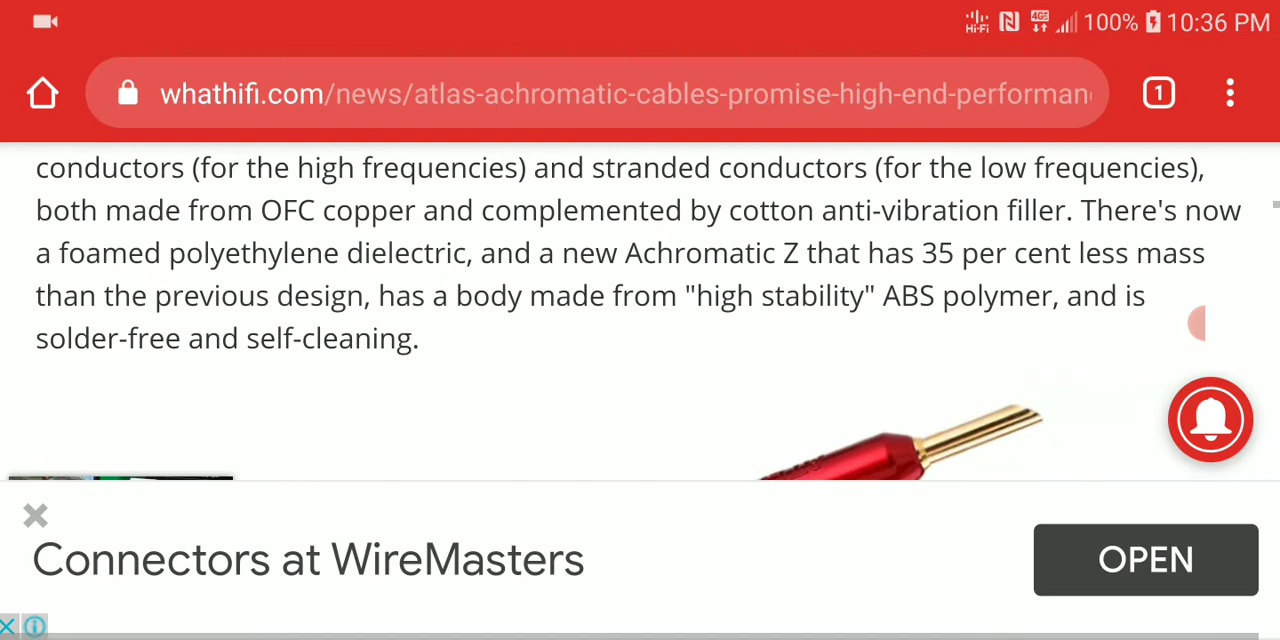 Hi-Fi 4GE 100% 10:36 PM
whathifi.com/news/atlas-achromatic-cables-promise-high-end-performan
1
conductors (for the high frequencies) and stranded conductors (for the low frequencies),
both made from OFC copper and complemented by cotton anti-vibration filler. There's now
a foamed polyethylene dielectric, and a new Achromatic Z that has 35 per cent less mass
than the previous design, has a body made from "high stability" ABS polymer, and is
solder-free and self-cleaning.
Connectors at WireMasters
OPEN